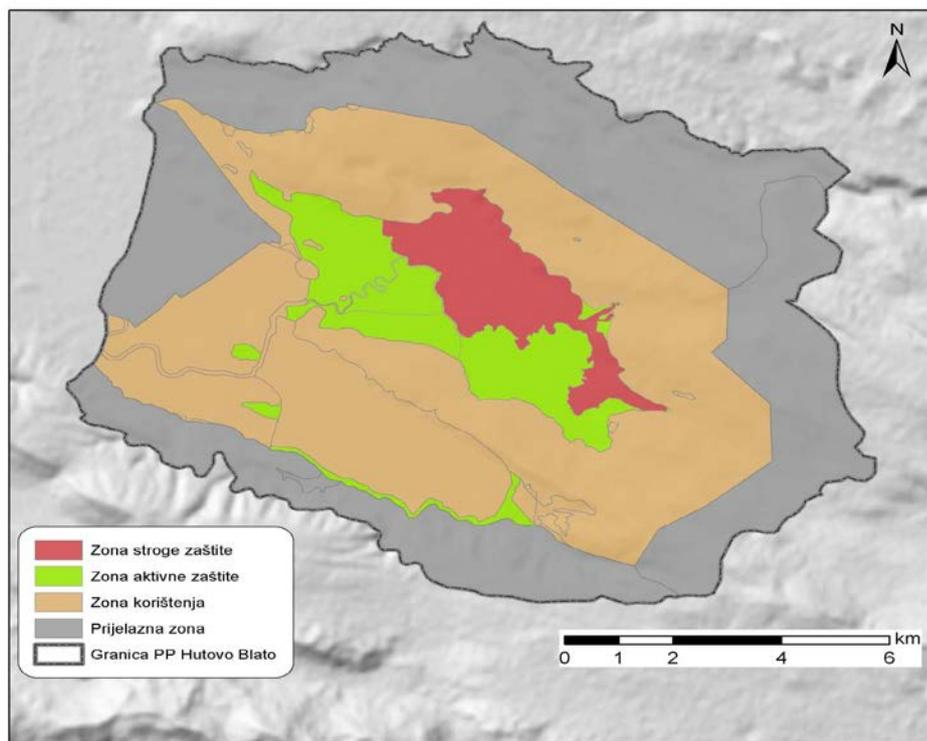 N
Zona stroge zaštite
Zona aktivne zaštite
Zona korištenja
Prijelazna zona
Granica PP Hutovo Blato
km
0 1 2 4 6